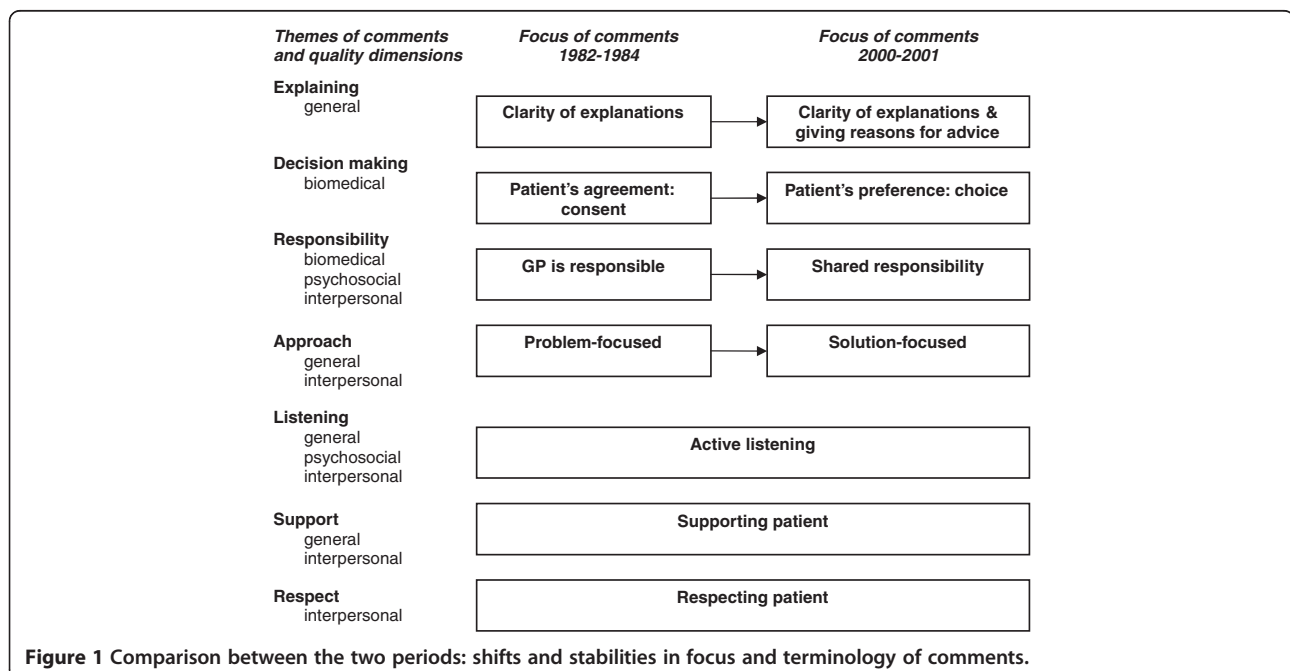 Themes of comments and quality dimensions
Focus of comments 1982-1984
Focus of comments 2000-2001
Explaining
general
Clarity of explanations
Clarity of explanations &
giving reasons for advice
Decision making
biomedical
Patient's agreement:
consent
Patient's preference: choice
Responsibility
biomedical
psychosocial
interpersonal
GP is responsible
Shared responsibility
Approach
general
interpersonal
Problem-focused
Solution-focused
Listening
general
psychosocial
interpersonal
Active listening
Support
general
interpersonal
Supporting patient
Respect
interpersonal
Respecting patient
Figure 1 Comparison between the two periods: shifts and stabilities in focus and terminology of comments.